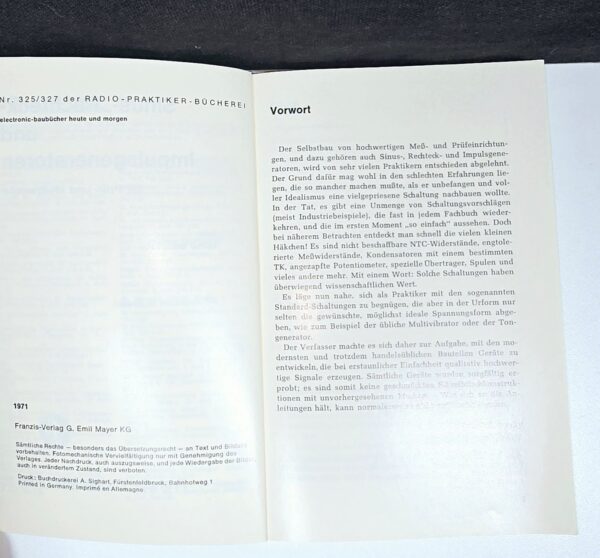 Nr. 325/327 der RADIO-PRAKTIKER-BÜCHEREI
electronic-baubücher heute und morgen
1971
Franzis-Verlag G. Emil Mayer KG
Sämtliche Rechte — besonders das Übersetzungsrecht — an Text und Bildern
vorbehalten. Fotomechanische Vervielfältigung nur mit Genehmigung des
Verlages. Jeder Nachdruck, auch auszugsweise, und jede Wiedergabe der Bilder,
auch in verändertem Zustand, sind verboten.
Druck: Buchdruckerei A. Sighart, Fürstenfeldbruck, Bahnhofweg 1
Printed in Germany. Imprimé en Allemagne.
Vorwort
Der Selbstbau von hochwertigen Meß- und Prüfeinrichtun-
gen, und dazu gehören auch Sinus-, Rechteck- und Impulsgene-
ratoren, wird von sehr vielen Praktikern entschieden abgelehnt.
Der Grund dafür mag wohl in den schlechten Erfahrungen lie-
gen, die so mancher machen mußte, als er unbefangen und vol-
ler Idealismus eine vielgepriesene Schaltung nachbauen wollte.
In der Tat, es gibt eine Unmenge von Schaltungsvorschlägen
(meist Industriebeispiele), die fast in jedem Fachbuch wieder-
kehren, und die im ersten Moment „so einfach" aussehen. Doch
bei näherem Betrachten entdeckt man schnell die vielen kleinen
Häkchen! Es sind nicht beschaffbare NTC-Widerstände, engtole-
rierte Meßwiderstände, Kondensatoren mit einem bestimmten
TK, angezapfte Potentiometer, spezielle Übertrager, Spulen und
vieles andere mehr. Mit einem Wort: Solche Schaltungen haben
überwiegend wissenschaftlichen Wert.
Es läge nun nahe, sich als Praktiker mit den sogenannten
Standard-Schaltungen zu begnügen, die aber in der Urform nur
selten die gewünschte, möglichst ideale Spannungsform abge-
ben, wie zum Beispiel der übliche Multivibrator oder der Ton-
generator.
Der Verfasser machte es sich daher zur Aufgabe, mit den mo-
dernsten und trotzdem handelsüblichen Bauteilen Geräte zu
entwickeln, die bei erstaunlicher Einfachheit qualitativ hochwer-
tige Signale erzeugen. Sämtliche Geräte wurden sorgfältig er-
probt; es sind somit keine
tionen mit unvorhergesehenen
leitungen hält, kann